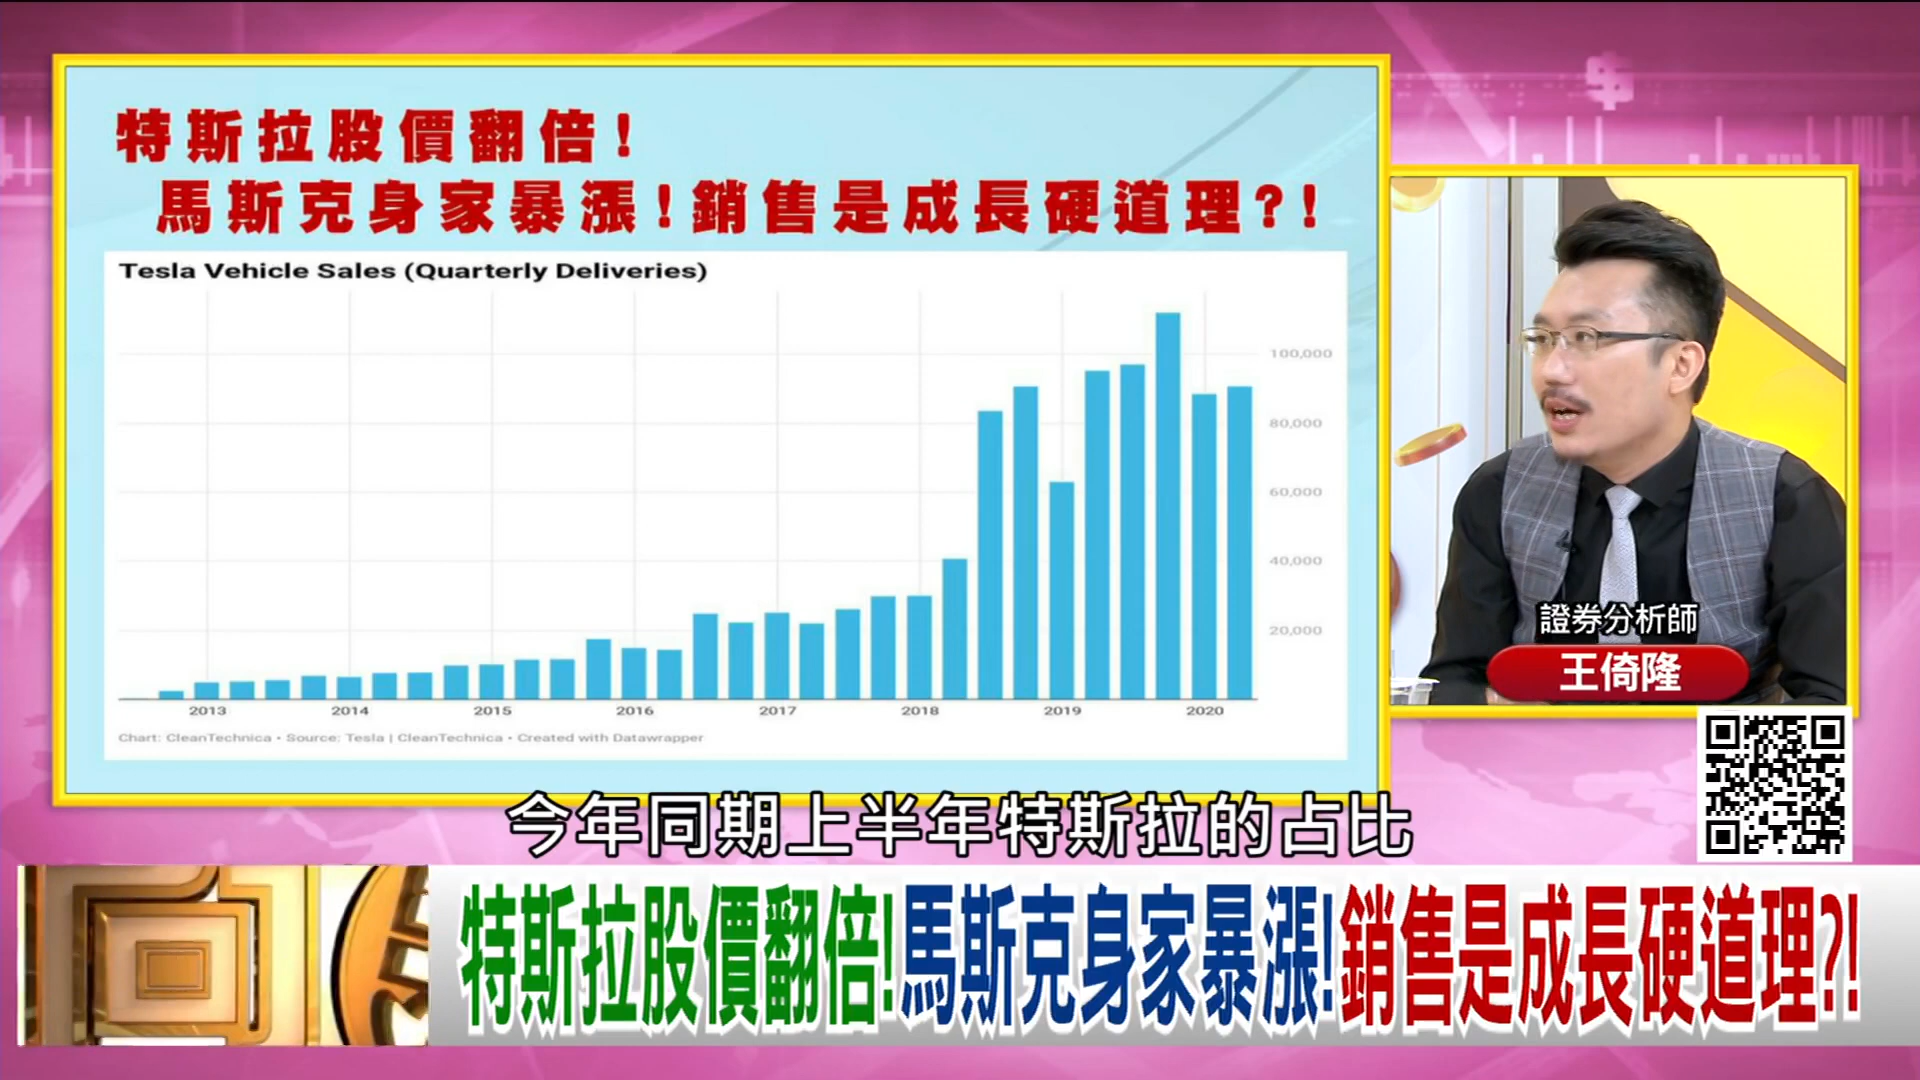 特斯拉股價翻倍！
馬斯克身家暴漲！銷售是成長硬道理？！
Tesla Vehicle Sales (Quarterly Deliveries)
100,000
80,000
60,000
40,000
20,000
2013 2014 2015 2016 2017 2018 2019 2020
Chart: CleanTechnica • Source: Tesla | CleanTechnica • Created with Datawrapper
證券分析師
王倚隆
今年同期上半年特斯拉的占比
特斯拉股價翻倍!馬斯克身家暴漲!銷售是成長硬道理?!